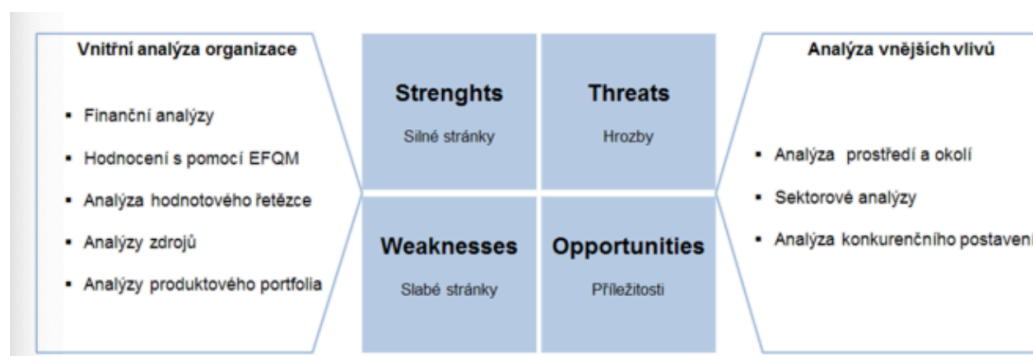 Vnitřní analýza organizace
▪ Finanční analýzy
▪ Hodnocení s pomocí EFQM
▪ Analýza hodnotového řetězce
▪ Analýzy zdrojů
▪ Analýzy produktového portfolia
Strenghts
Silné stránky
Threats
Hrozby
Weaknesses
Slabé stránky
Opportunities
Příležitosti
Analýza vnějších vlivů
▪ Analýza prostředí a okolí
▪ Sektorové analýzy
▪ Analýza konkurenčního postavení